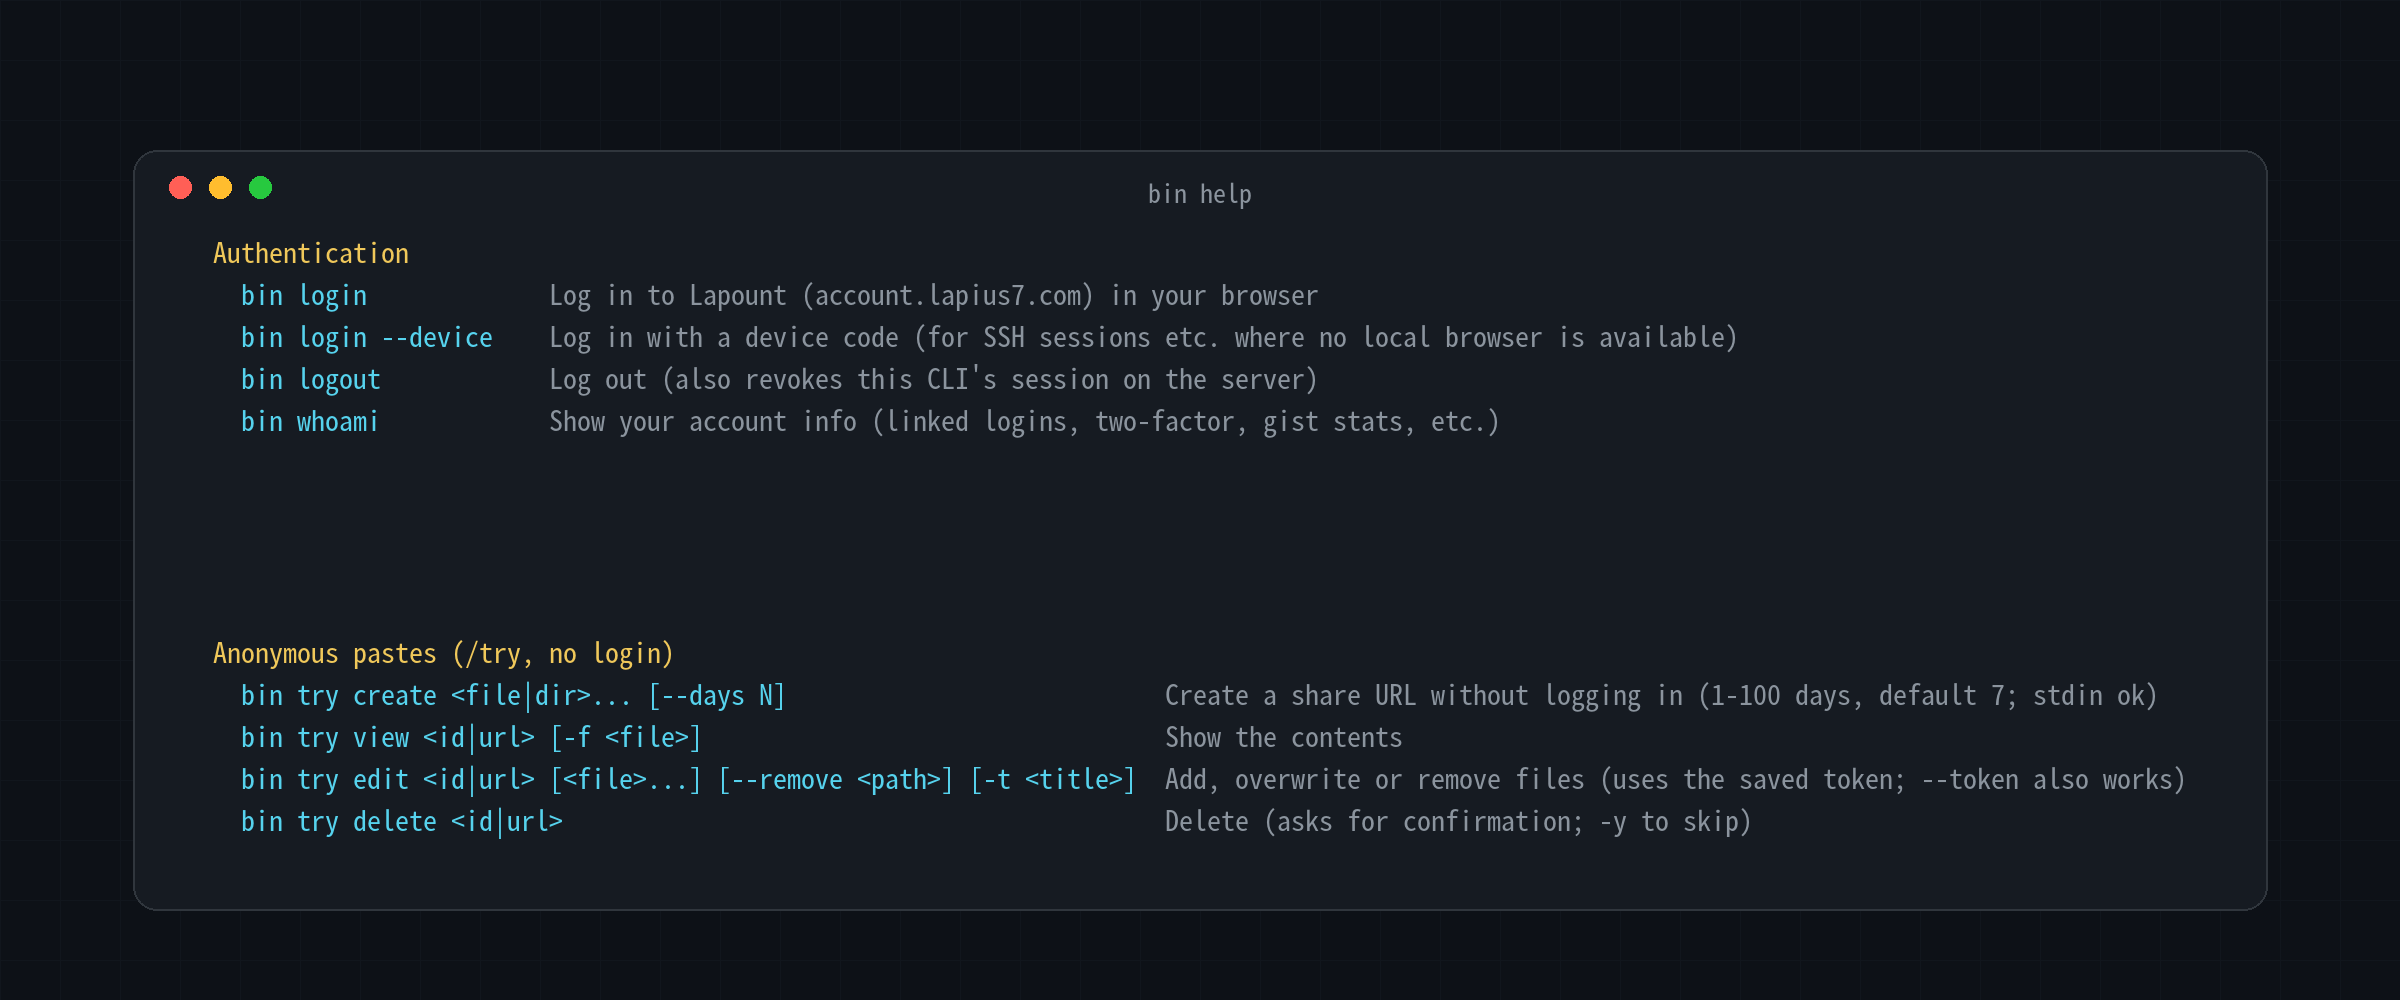 bin help
Authentication
bin login Log in to Lapount (account.lapius7.com) in your browser
bin login --device Log in with a device code (for SSH sessions etc. where no local browser is available)
bin logout Log out (also revokes this CLI's session on the server)
bin whoami Show your account info (linked logins, two-factor, gist stats, etc.)
Anonymous pastes (/try, no login)
bin try create <file|dir>... [--days N] Create a share URL without logging in (1-100 days, default 7; stdin ok)
bin try view <id|url> [-f <file>] Show the contents
bin try edit <id|url> [<file>...] [--remove <path>] [-t <title>] Add, overwrite or remove files (uses the saved token; --token also works)
bin try delete <id|url> Delete (asks for confirmation; -y to skip)